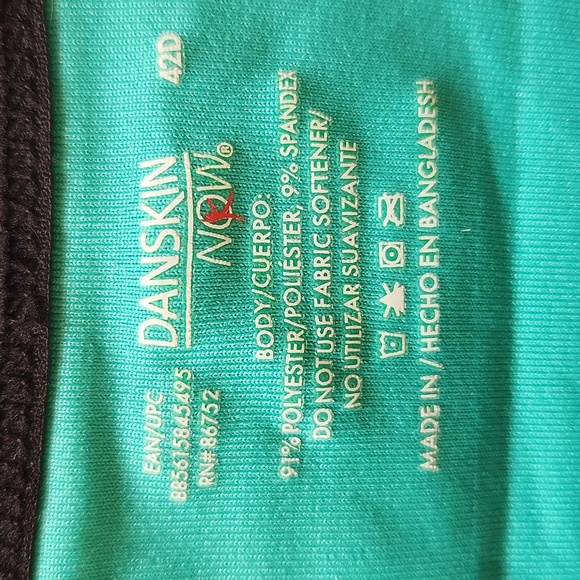 42D
DANSKIN
NOW®
EAN/UPC
885615845495
RN# 86752
BODY/CUERPO:
91% POLYESTER/POLIÉSTER, 9% SPANDEX
DO NOT USE FABRIC SOFTENER/
NO UTILIZAR SUAVIZANTE
MADE IN / HECHO EN BANGLADESH